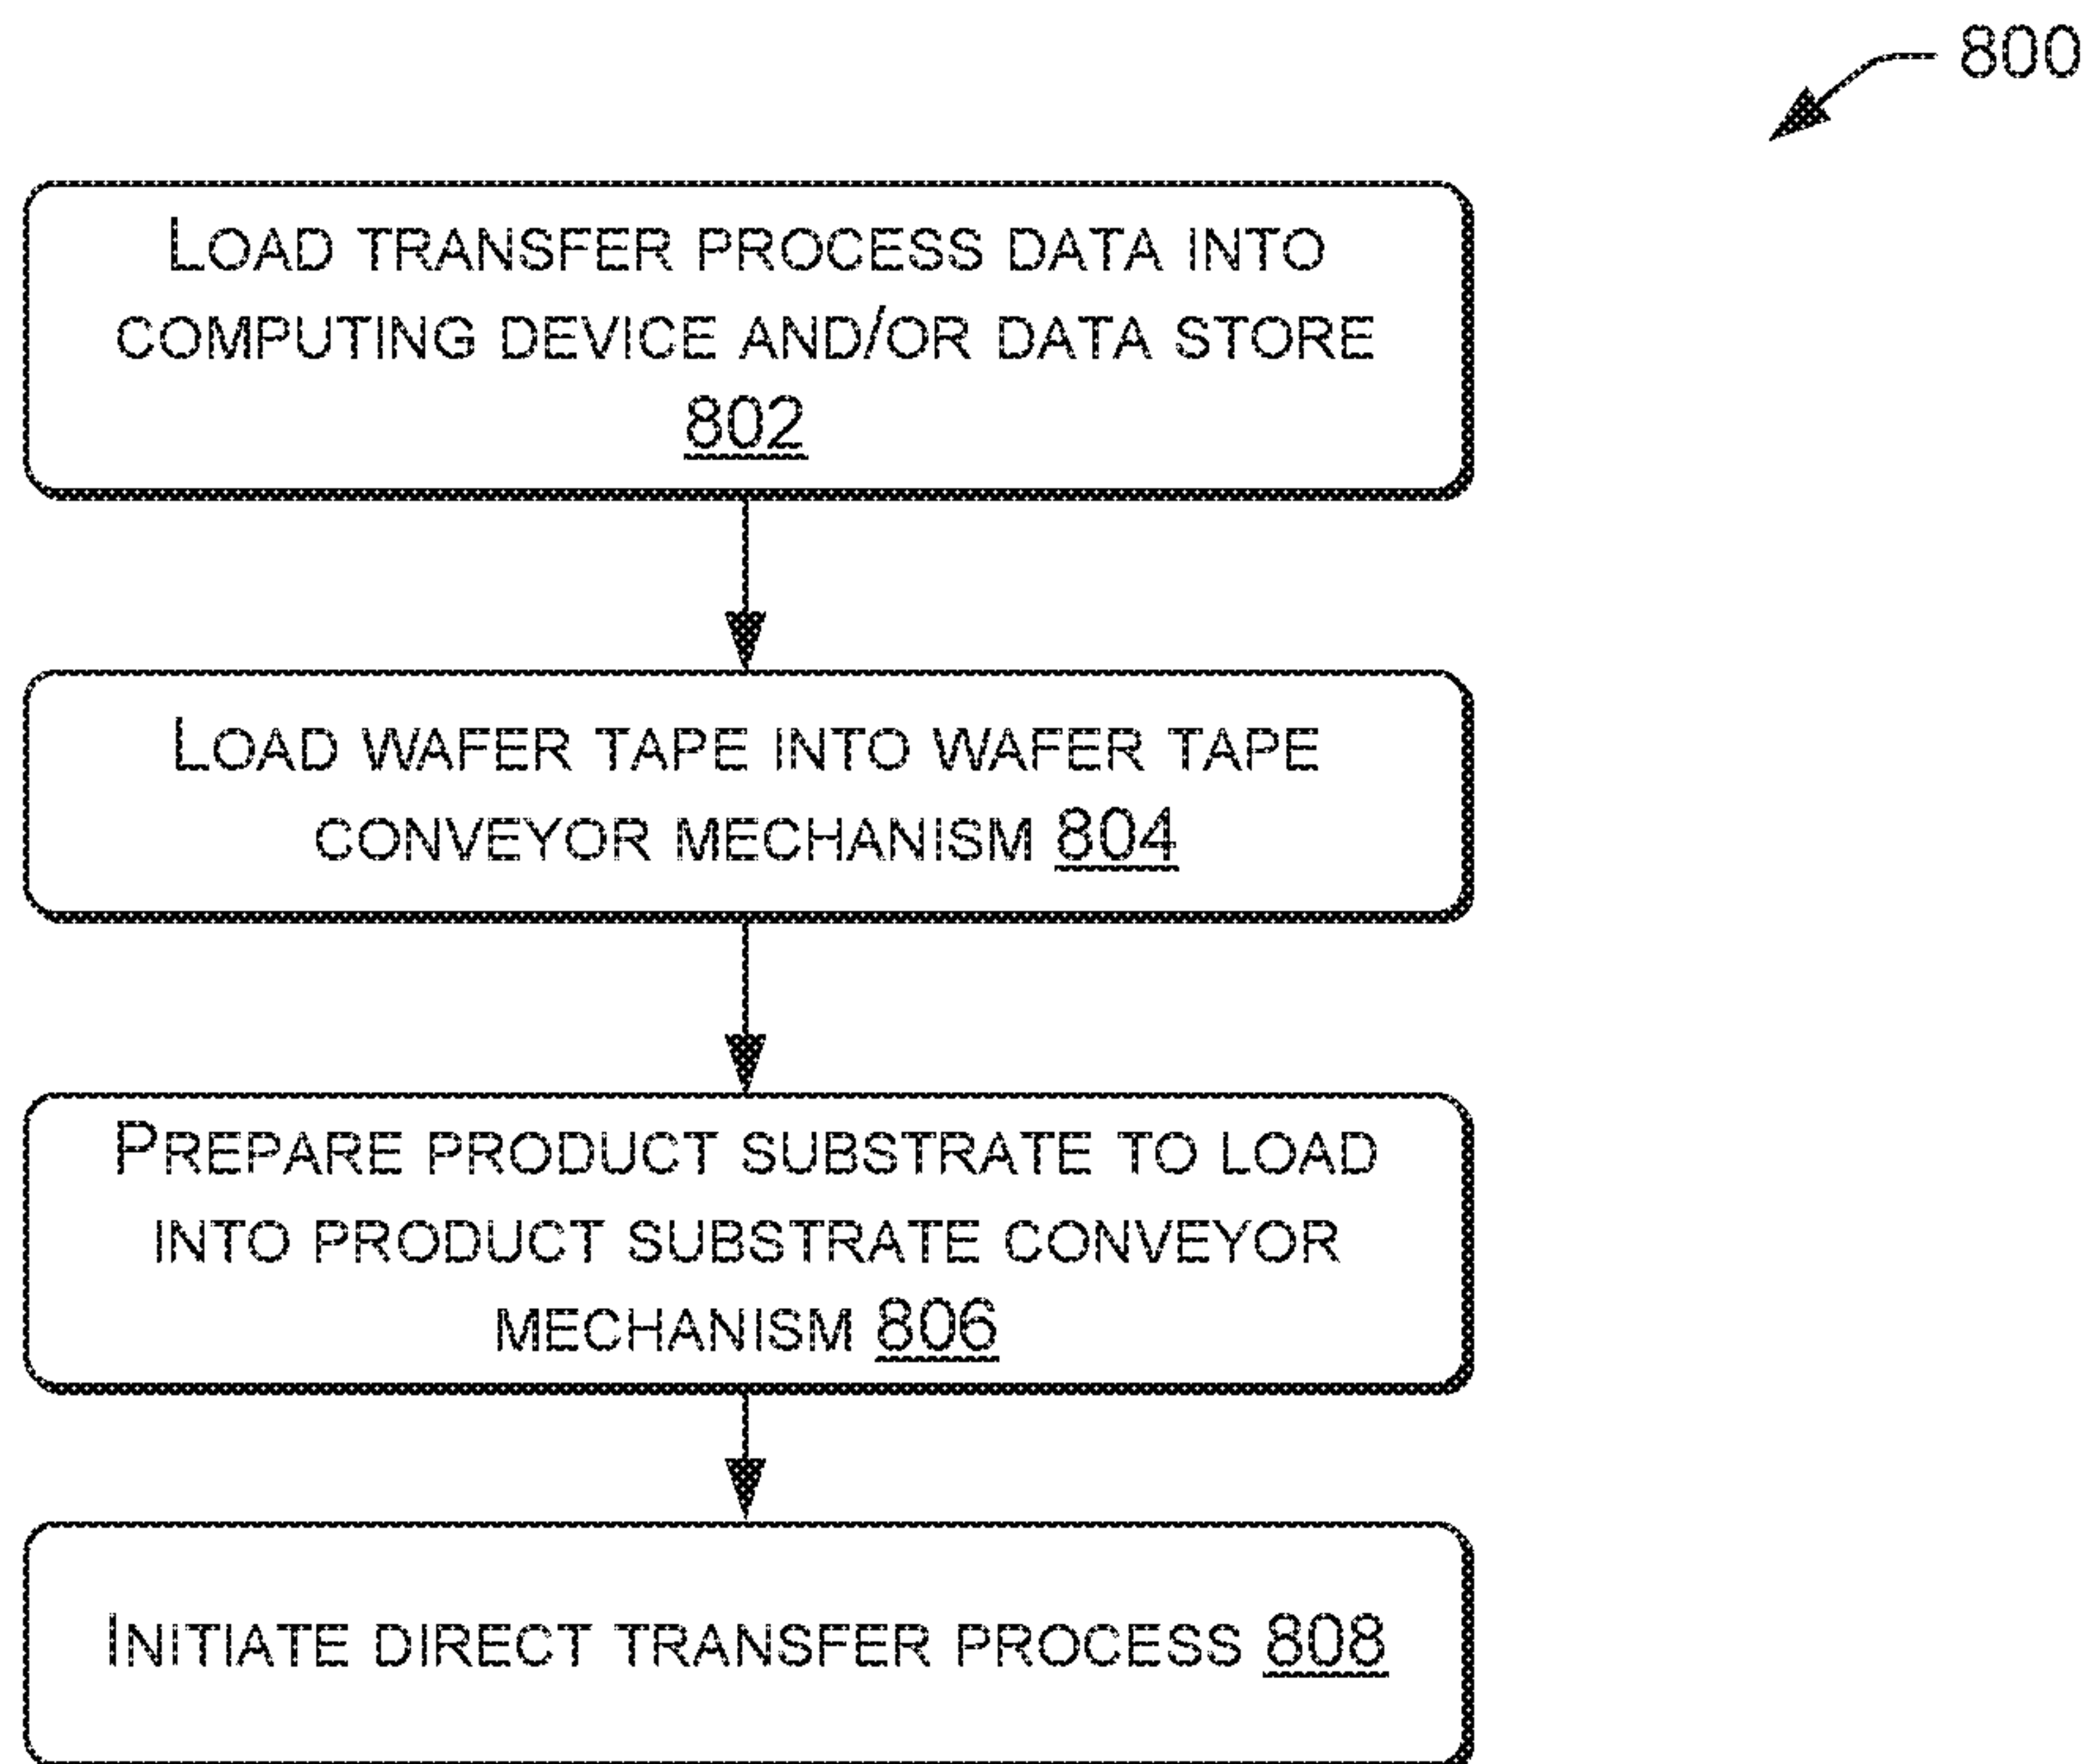 800
LOAD TRANSFER PROCESS DATA INTO
COMPUTING DEVICE AND/OR DATA STORE
802
LOAD WAFER TAPE INTO WAFER TAPE
CONVEYOR MECHANISM 804
PREPARE PRODUCT SUBSTRATE TO LOAD
INTO PRODUCT SUBSTRATE CONVEYOR
MECHANISM 806
INITIATE DIRECT TRANSFER PROCESS 808